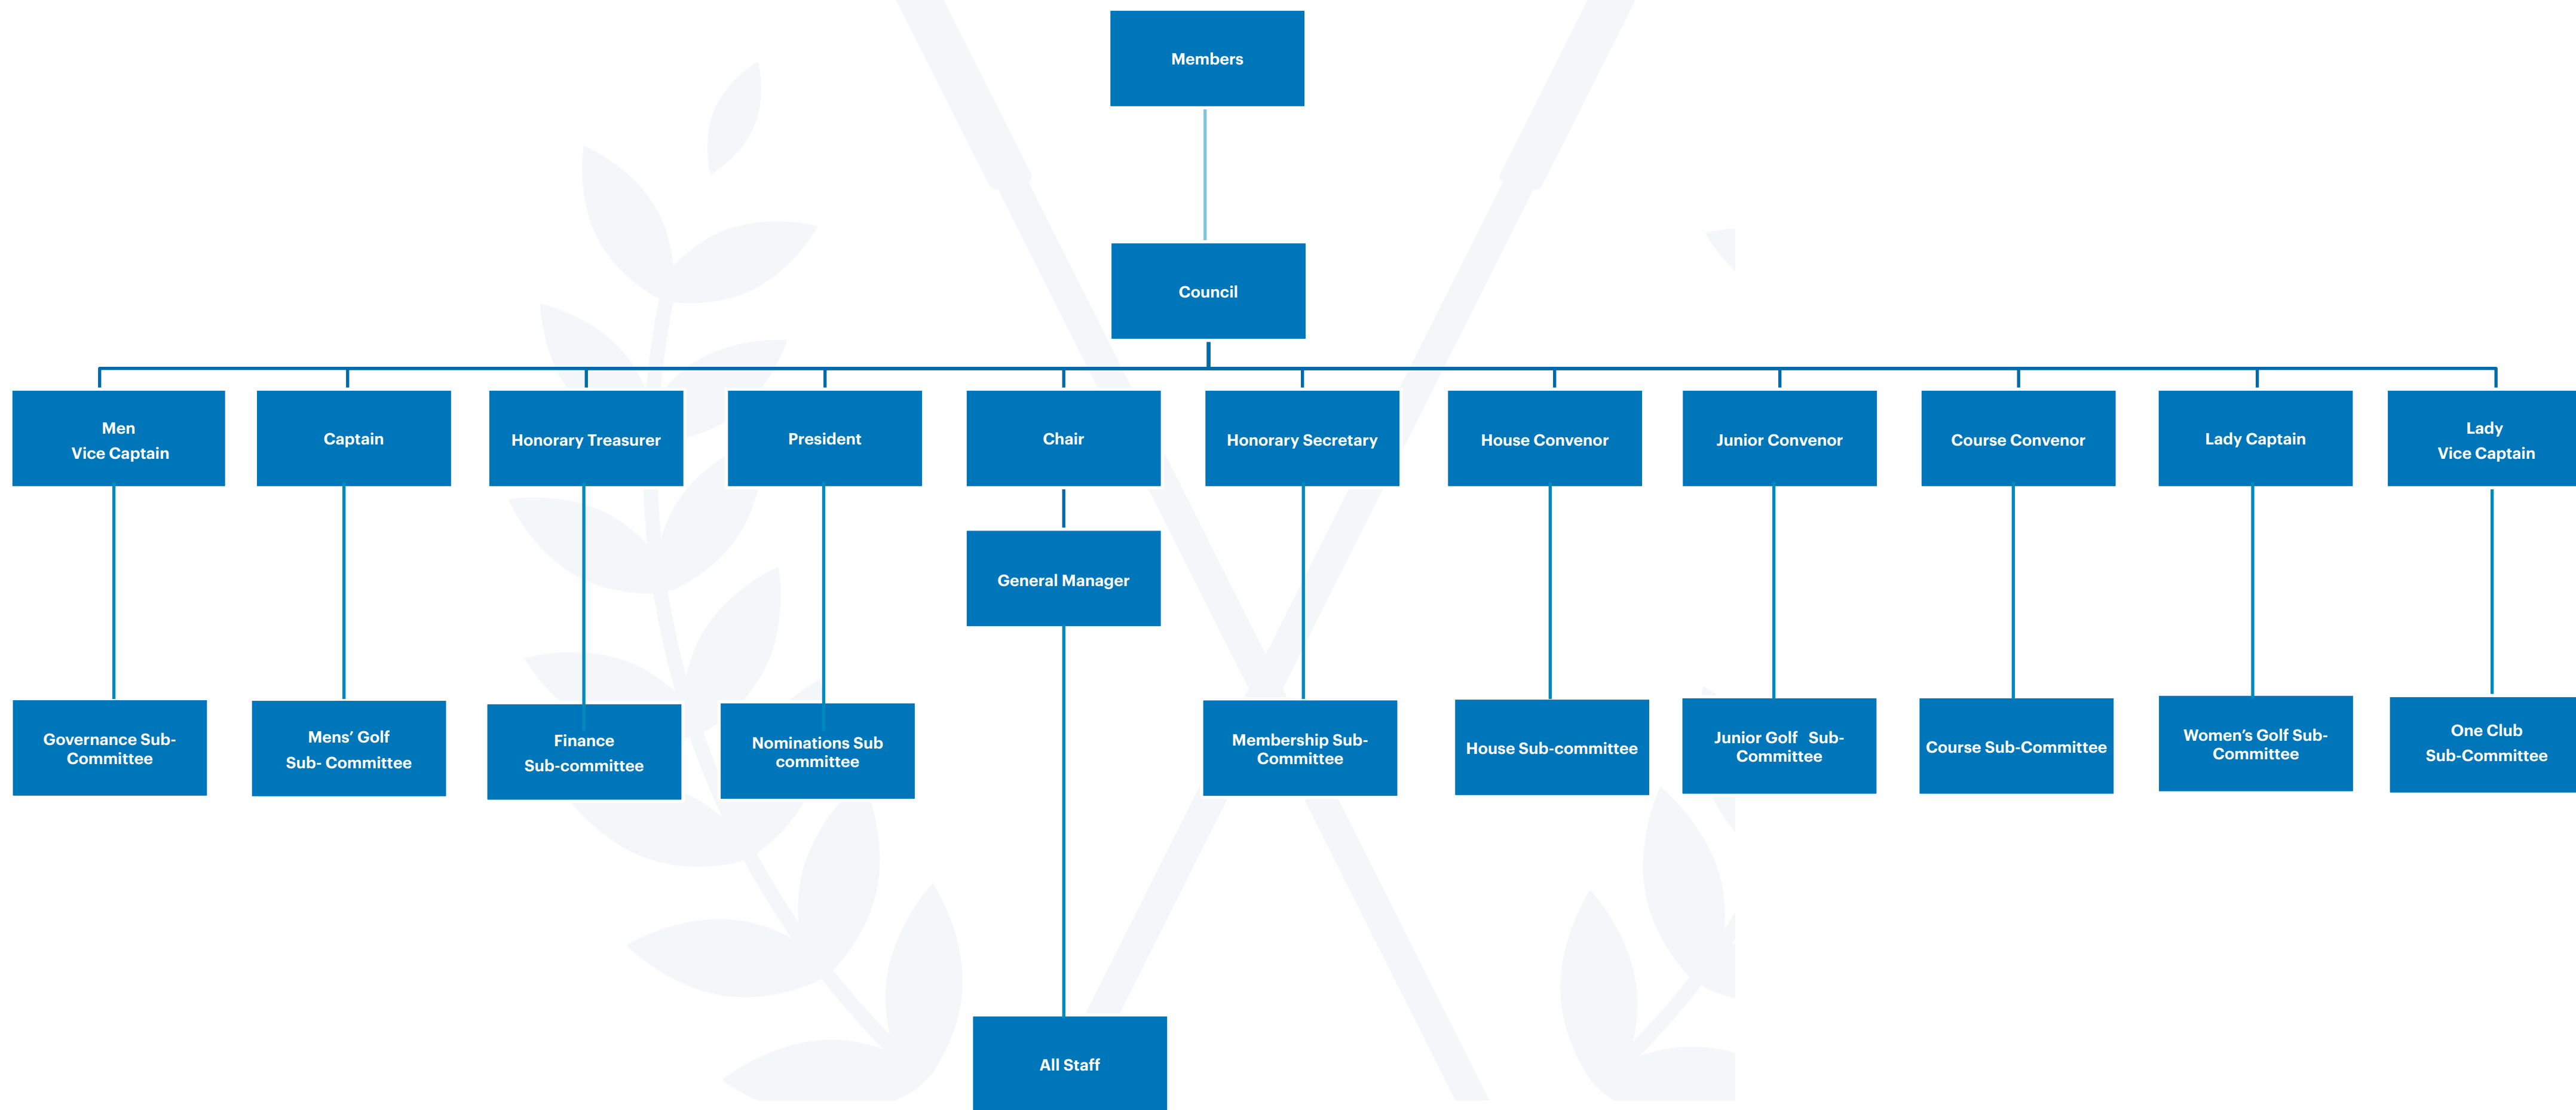 Members
Council
Men
Vice Captain
Captain
Honorary Treasurer
President
Chair
Honorary Secretary
House Convenor
Junior Convenor
Course Convenor
Lady Captain
Lady
Vice Captain
General Manager
Governance Sub-
Committee
Mens’ Golf
Sub- Committee
Finance
Sub-committee
Nominations Sub
committee
Membership Sub-
Committee
House Sub-committee
Junior Golf   Sub-
Committee
Course Sub-Committee
Women’s Golf Sub-
Committee
One Club
Sub-Committee
All Staff